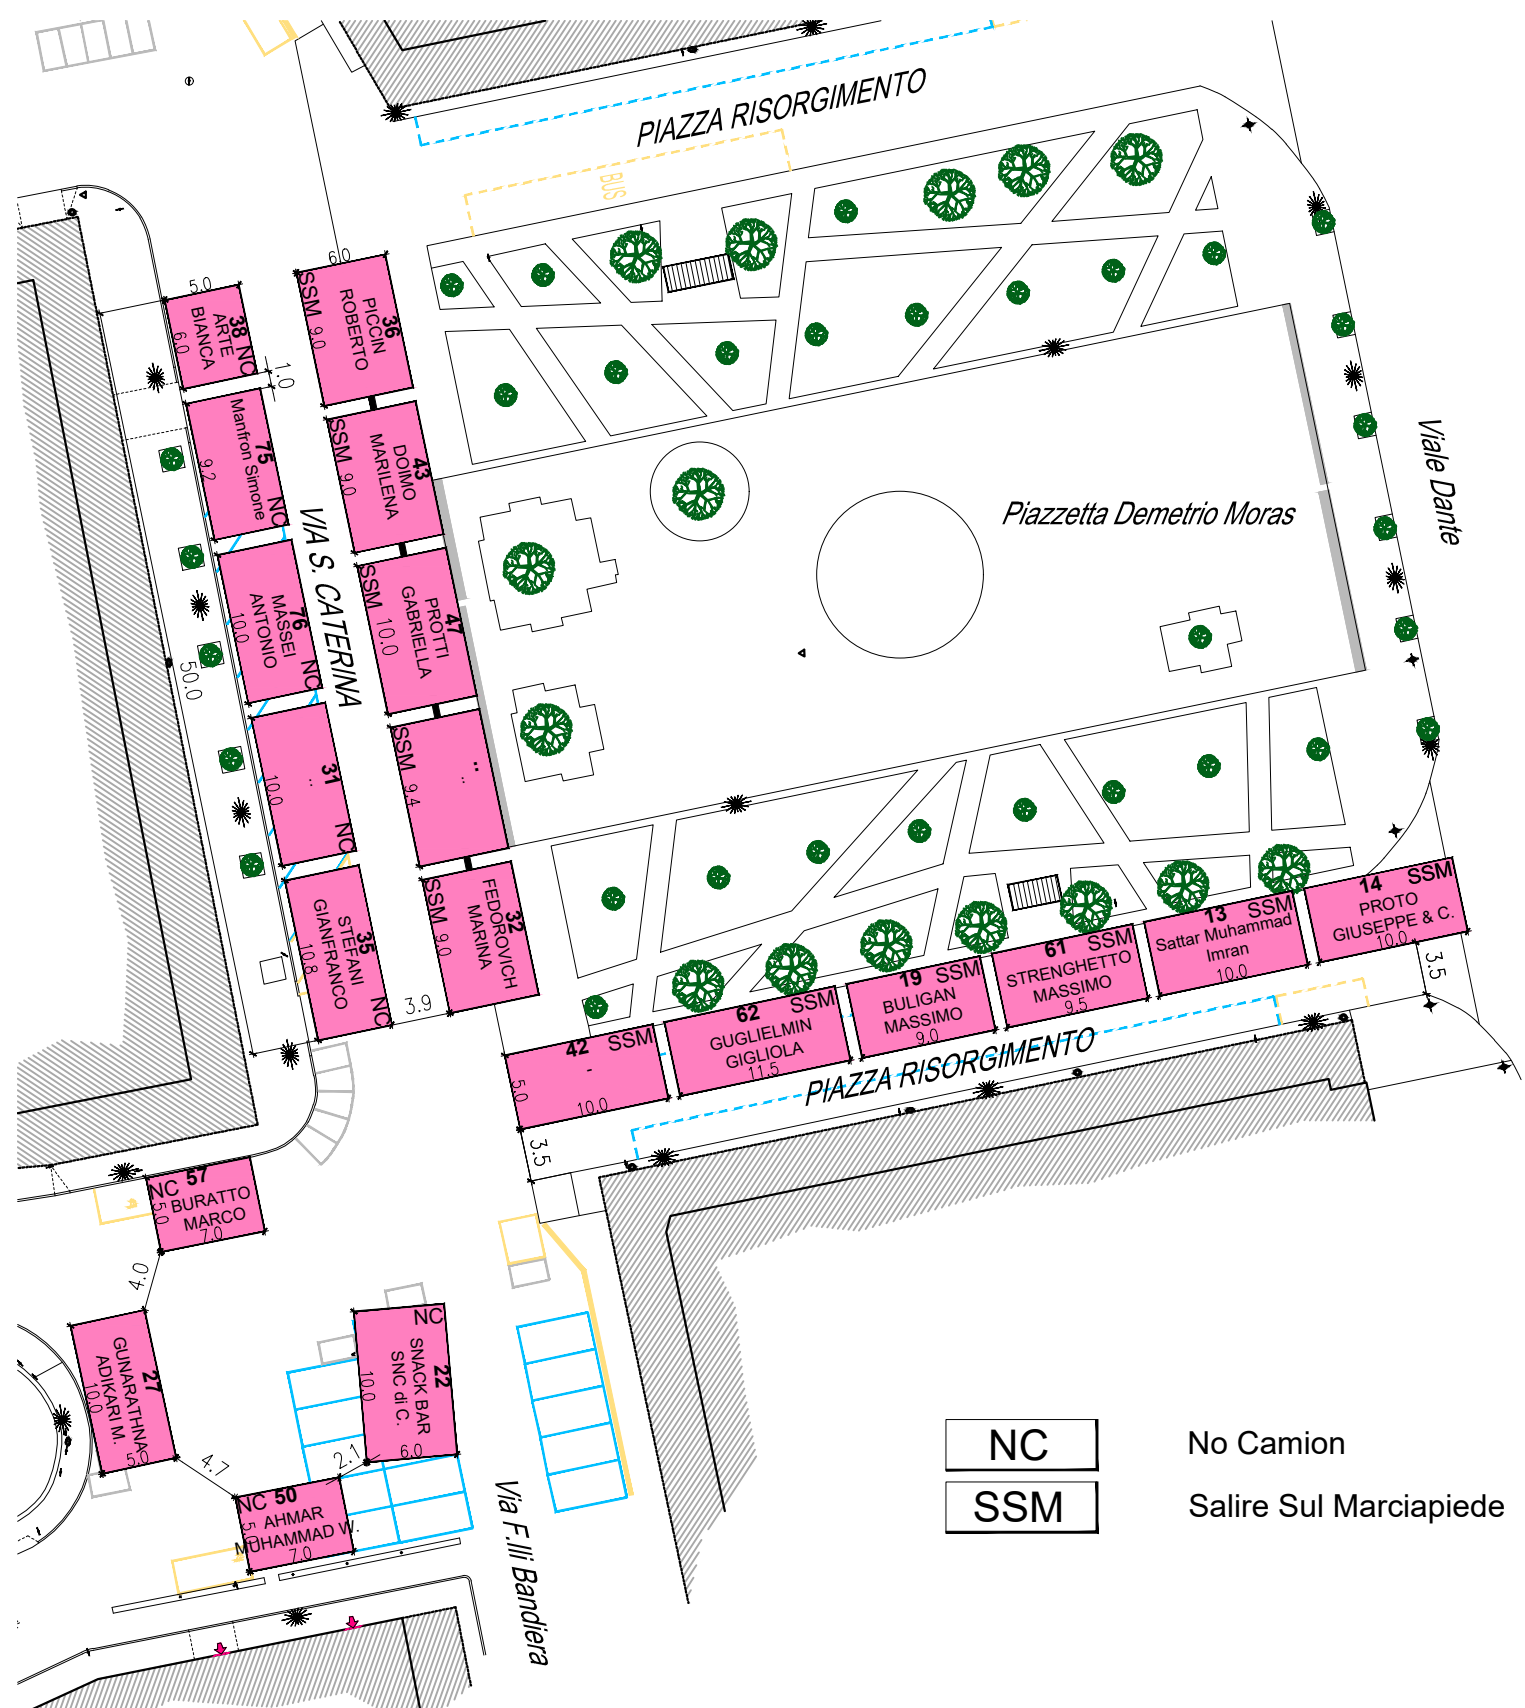 PIAZZA RISORGIMENTO
BUS
5.0
38 NC
ARTE
BIANCA
6.0
1.0
6.0
36
PICCIN
ROBERTO
SSM 9.0
75
Manfron Simone
NC
9.2
43
DOIMO
MARILENA
SSM 9.0
VIA S. CATERINA
76
MASSEI
ANTONIO
NC
10.0
47
PROTTI
GABRIELLA
SSM 10.0
50.0
31
..
NC
10.0
..
..
SSM 9.4
35
STEFANI
GIANFRANCO
NC
10.8
32
FEDOROVICH
MARINA
SSM 9.0
3.9
Piazzetta Demetrio Moras
Viale Dante
14 SSM
PROTO
GIUSEPPE & C.
10.0
3.5
13 SSM
Sattar Muhammad
Imran
10.0
61 SSM
STRENGHETTO
MASSIMO
9.5
19 SSM
BULIGAN
MASSIMO
9.0
62 SSM
GUGLIELMIN
GIGLIOLA
11.5
42 SSM
-
5.0
10.0
3.5
PIAZZA RISORGIMENTO
NC 57
BURATTO
MARCO
5.0
7.0
4.0
27
GUNARATHNA
ADIKARI M.
10.0
5.0
4.7
NC
22
SNACK BAR
SNC di C.
10.0
6.0
2.1
NC 50
AHMAR
MUHAMMAD W.
5.0
7.0
Via F.lli Bandiera
NC No Camion
SSM Salire Sul Marciapiede